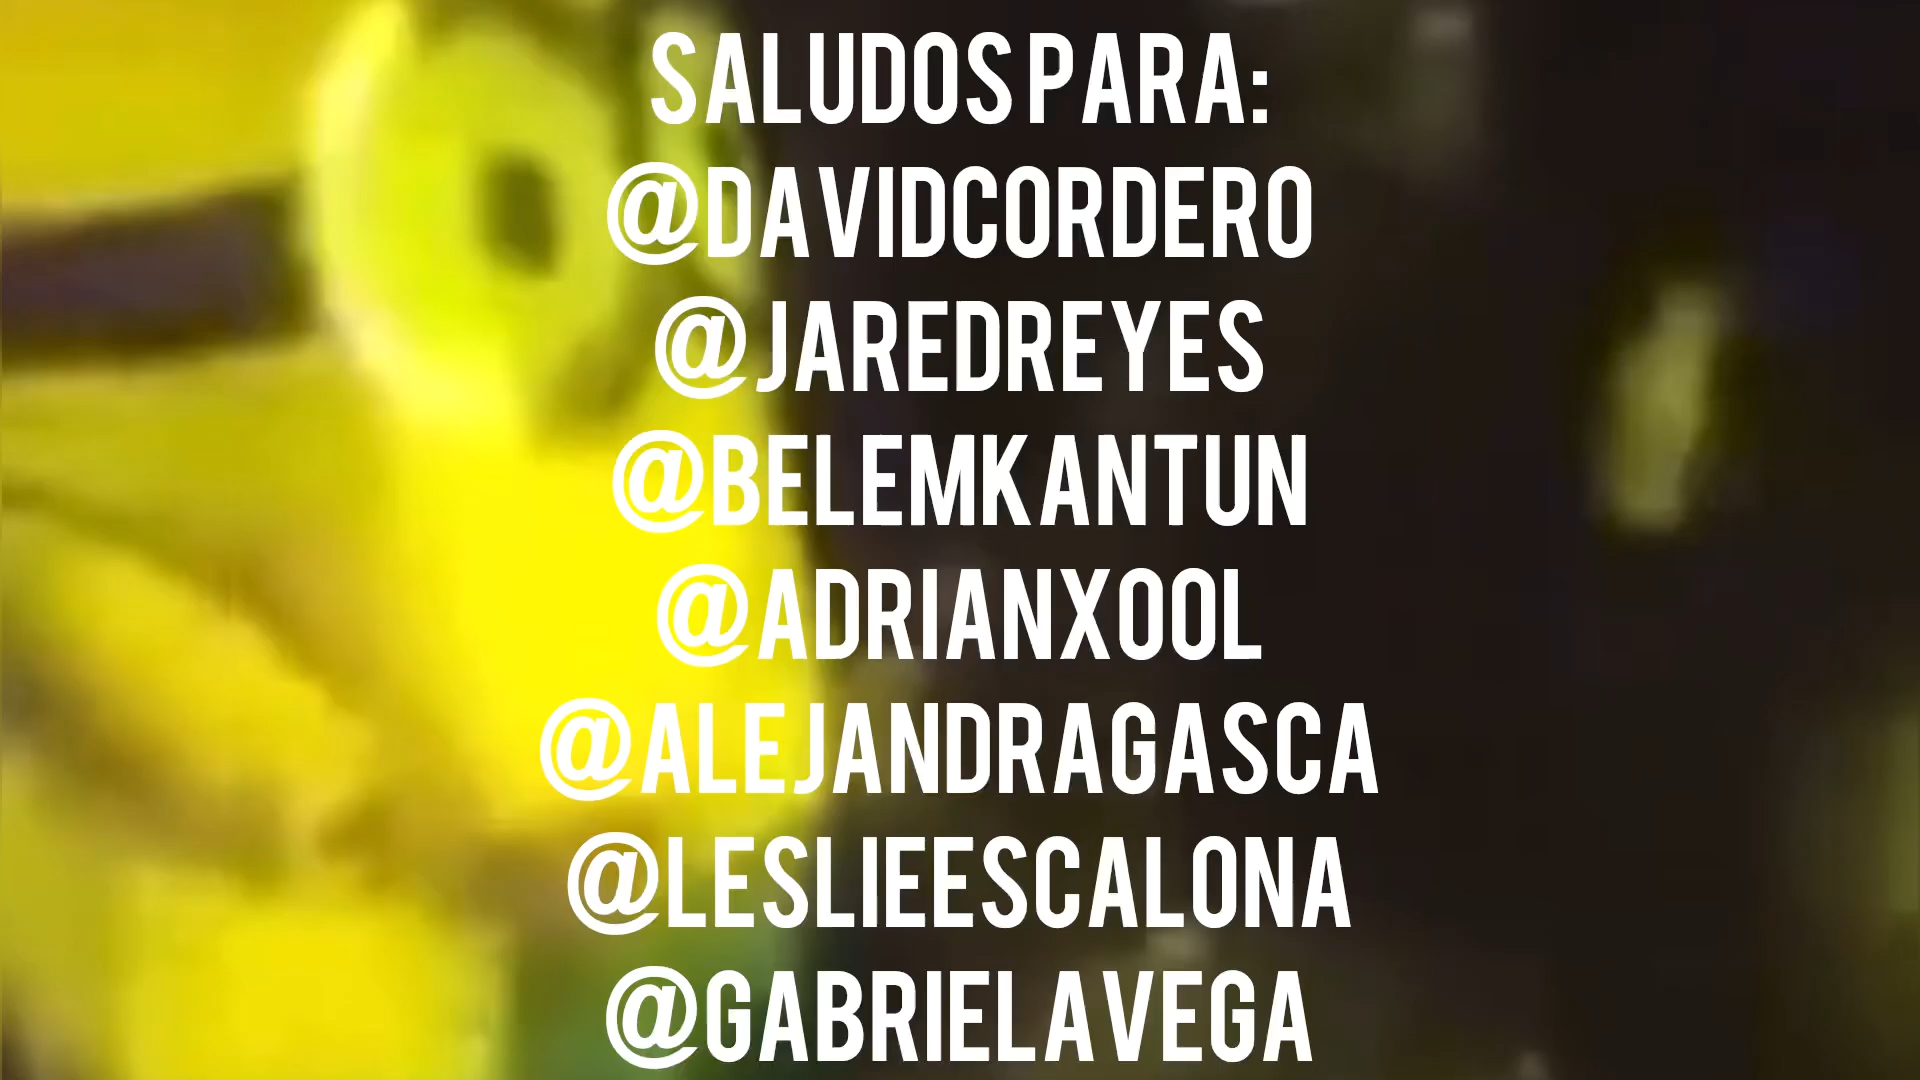 SALUDOS PARA:
@DAVIDCORDERO
@JAREDREYES
@BELEMKANTUN
@ADRIANXOOL
@ALEJANDRAGASCA
@LESLIEESCALONA
@GABRIELAVEGA